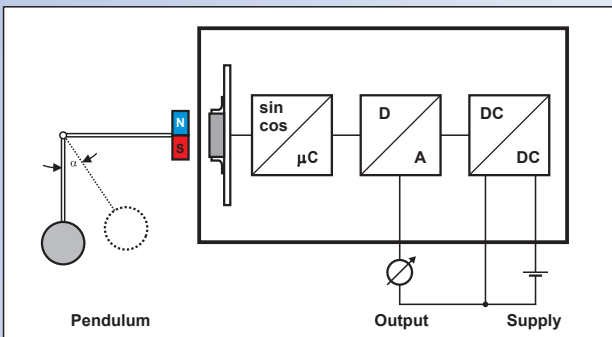 N
S
α
sin
cos
µC
D
A
DC
DC
Pendulum
Output
Supply